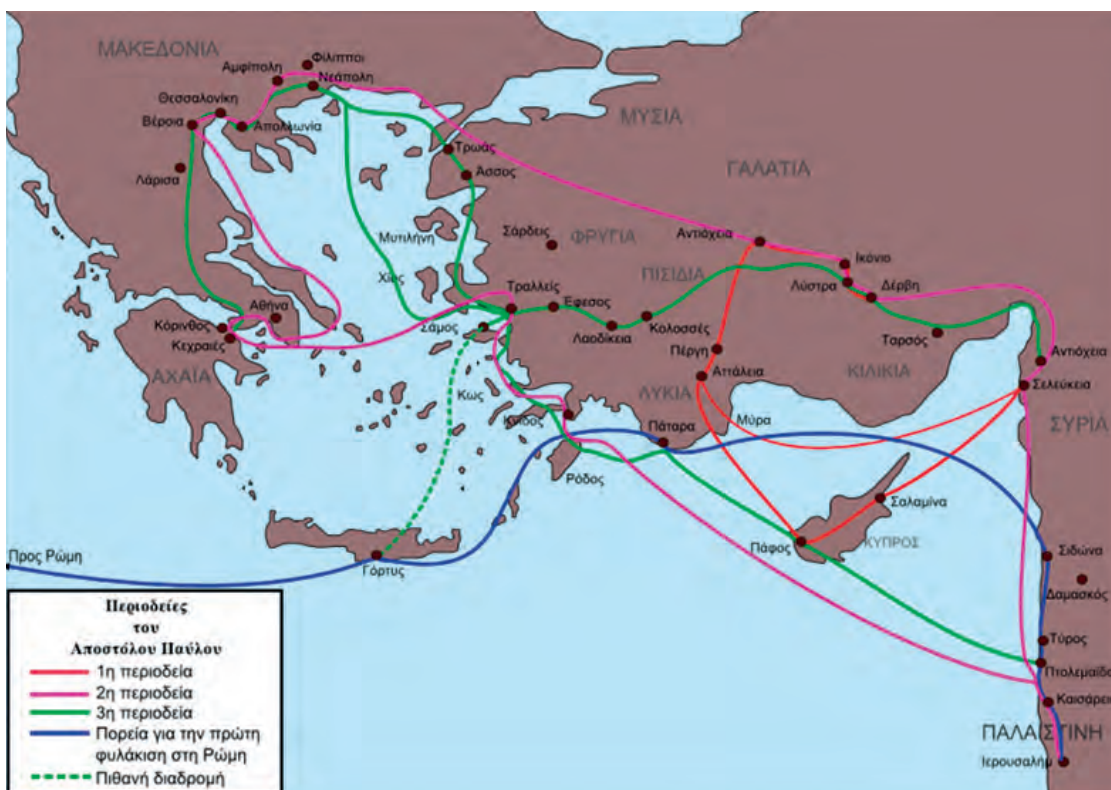 ΜΑΚΕΔΟΝΙΑ
Φίλιπποι
Αμφίπολη
Νεάπολη
Θεσσαλονίκη
Βέροια
Απολλωνία
ΜΥΣΙΑ
Τρωάς
ΓΑΛΑΤΙΑ
Λάρισα
Άσσος
Μυτιλήνη
Σάρδεις
ΦΡΥΓΙΑ
Αντιόχεια
Ικόνιο
Χίος
ΠΙΣΙΔΙΑ
Λύστρα
Δέρβη
Τραλλείς
Έφεσος
Αθήνα
Κόρινθος
Σάμος
Κολοσσές
Λαοδίκεια
Ταρσός
Κεχραιές
Πέργη
Αντιόχεια
ΑΧΑΪΑ
Αττάλεια
ΚΙΛΙΚΙΑ
Σελεύκεια
Κως
ΛΥΚΙΑ
Κνίδος
Μύρα
ΣΥΡΙΑ
Πάταρα
Ρόδος
Σαλαμίνα
Πάφος
ΚΥΠΡΟΣ
Σιδώνα
Προς Ρώμη
Γόρτυς
Δαμασκός
Τύρος
Πτολεμαΐδα
Καισάρει
ΠΑΛΑΙΣΤΙΝΗ
Ιερουσαλήμ
Περιοδείες
του
Αποστόλου Παύλου
1η περιοδεία
2η περιοδεία
3η περιοδεία
Πορεία για την πρώτη
φυλάκιση στη Ρώμη
Πιθανή διαδρομή